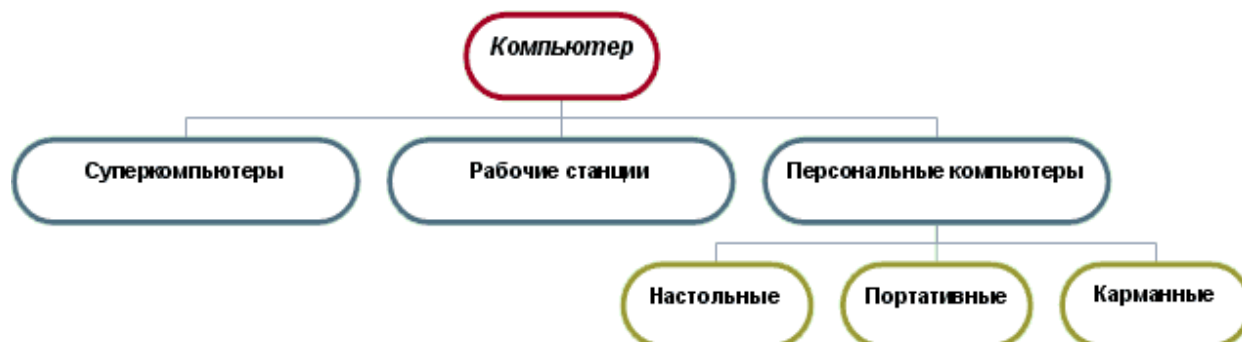 Компьютер
Суперкомпьютеры
Рабочие станции
Персональные компьютеры
Настольные
Портативные
Карманные